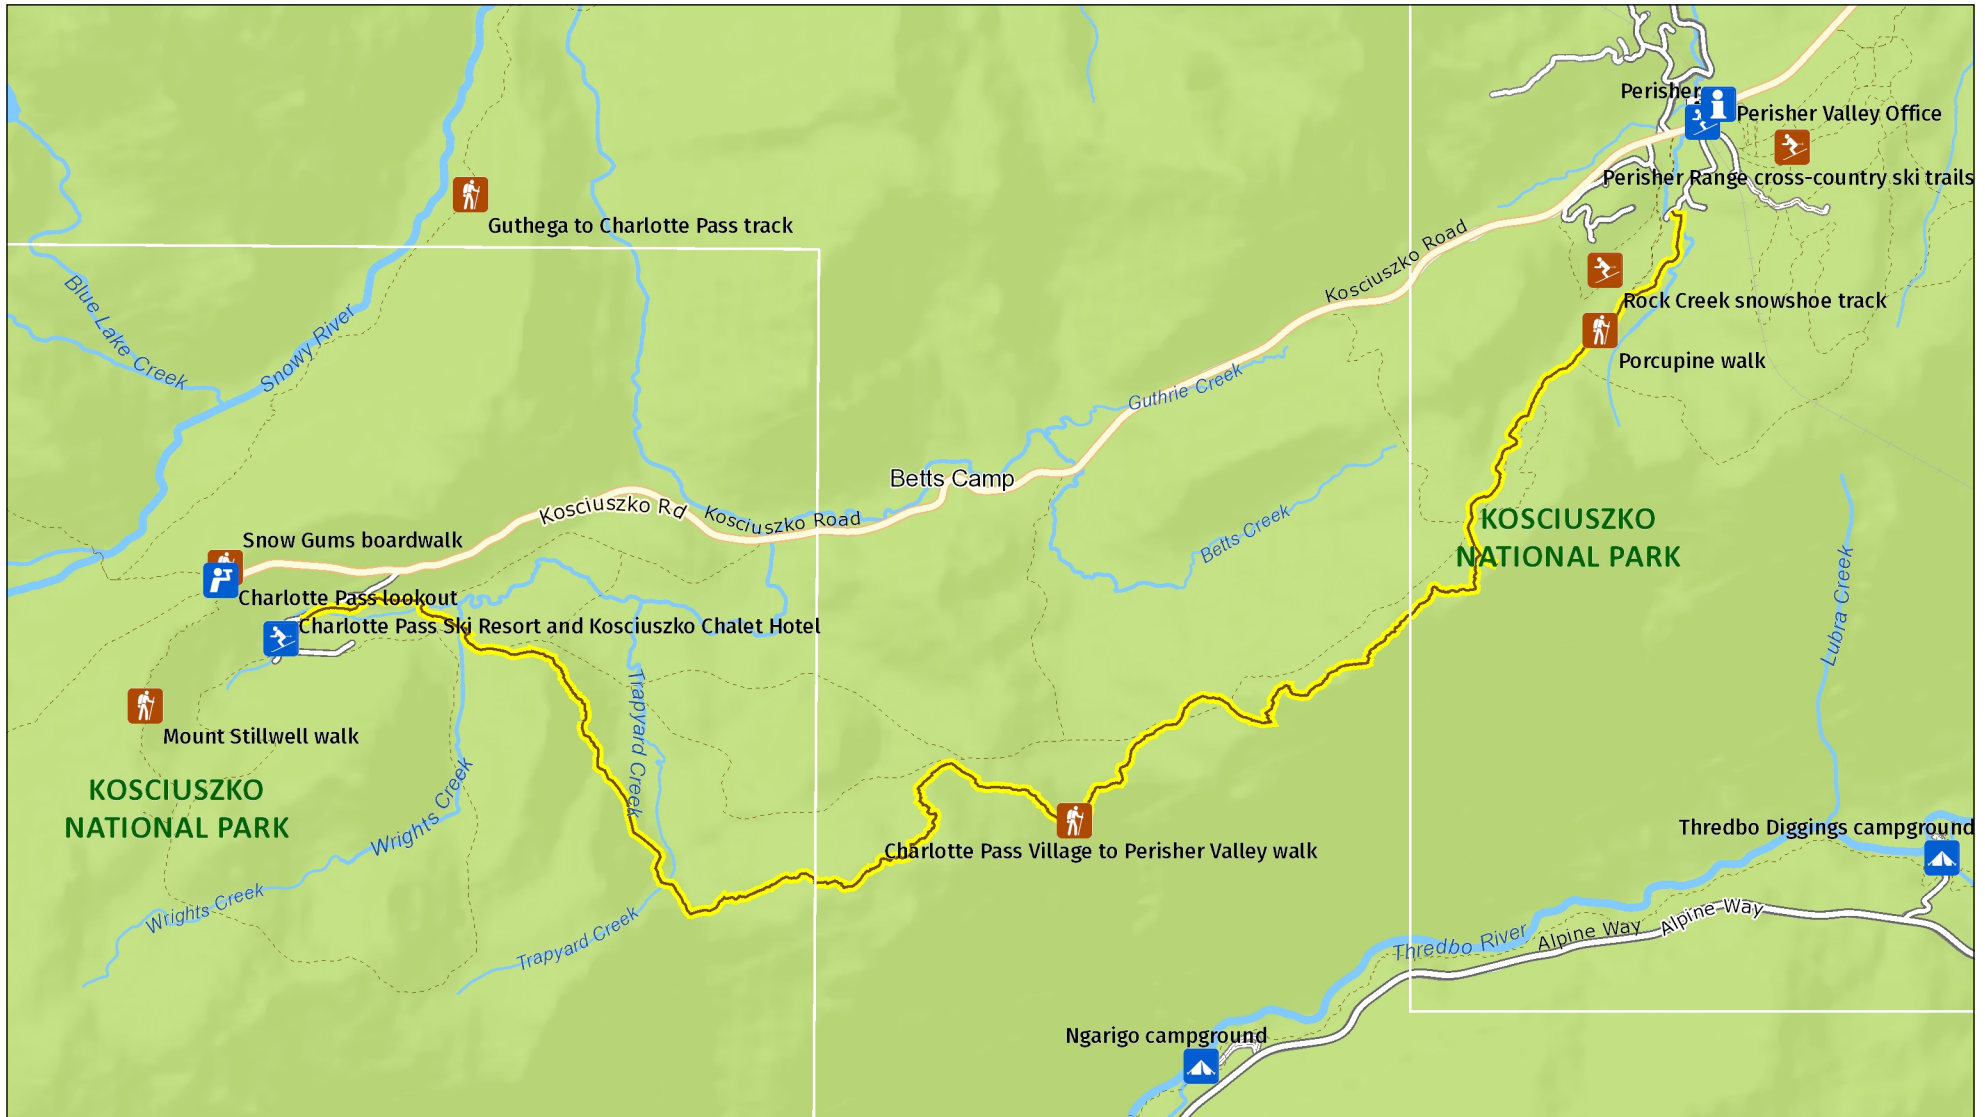 Perisher
Perisher Valley Office
Perisher Range cross-country ski trails
Guthega to Charlotte Pass track
Kosciuszko Road
Rock Creek snowshoe track
Blue Lake Creek
Snowy River
Porcupine walk
Guthrie Creek
Betts Camp
Kosciuszko Rd
Kosciuszko Road
Betts Creek
KOSCIUSZKO
NATIONAL PARK
Snow Gums boardwalk
Charlotte Pass lookout
Charlotte Pass Ski Resort and Kosciuszko Chalet Hotel
Lubra Creek
Trapyard Creek
Mount Stillwell walk
KOSCIUSZKO
NATIONAL PARK
Wrights Creek
Charlotte Pass Village to Perisher Valley walk
Thredbo Diggings campground
Wrights Creek
Trapyard Creek
Thredbo River
Alpine Way
Alpine Way
Ngarigo campground